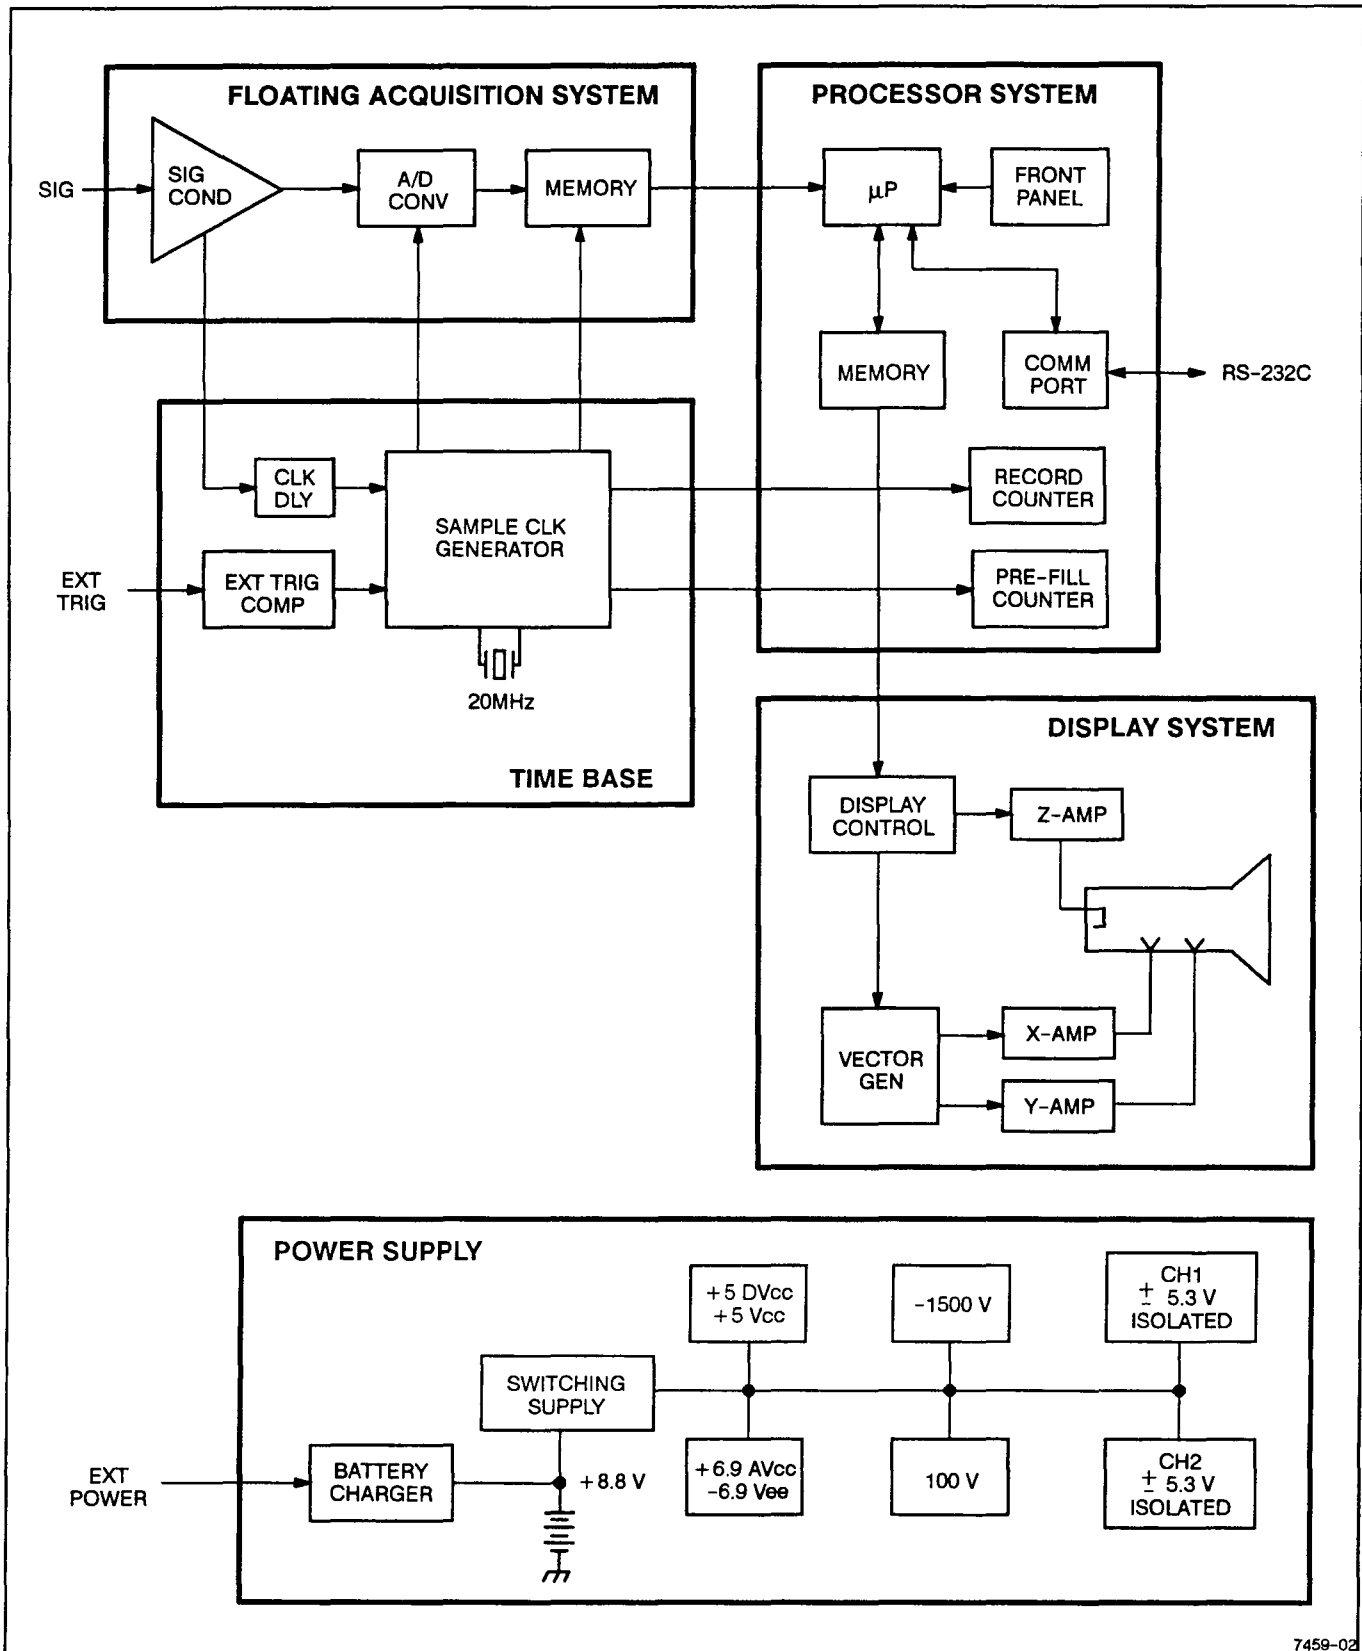 FLOATING ACQUISITION SYSTEM
SIG
SIG
COND
A/D
CONV
MEMORY
PROCESSOR SYSTEM
μP
FRONT
PANEL
MEMORY
COMM
PORT
RS-232C
RECORD
COUNTER
PRE-FILL
COUNTER
CLK
DLY
SAMPLE CLK
GENERATOR
EXT
TRIG
EXT TRIG
COMP
20MHz
TIME BASE
DISPLAY SYSTEM
DISPLAY
CONTROL
Z-AMP
VECTOR
GEN
X-AMP
Y-AMP
POWER SUPPLY
+5 DVcc
+5 Vcc
-1500 V
CH1
± 5.3 V
ISOLATED
SWITCHING
SUPPLY
EXT
POWER
BATTERY
CHARGER
+8.8 V
+6.9 AVcc
-6.9 Vee
100 V
CH2
± 5.3 V
ISOLATED
7459-02